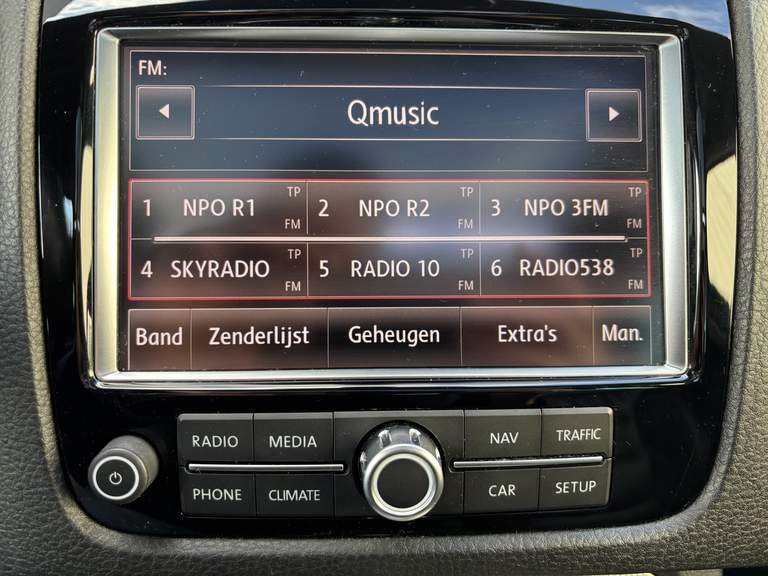 FM:
Qmusic
1 NPO R1 TP FM 2 NPO R2 TP FM 3 NPO 3FM TP FM
4 SKYRADIO TP FM 5 RADIO 10 TP FM 6 RADIO538 TP FM
Band Zenderlijst Geheugen Extra's Man.
RADIO MEDIA NAV TRAFFIC
PHONE CLIMATE CAR SETUP